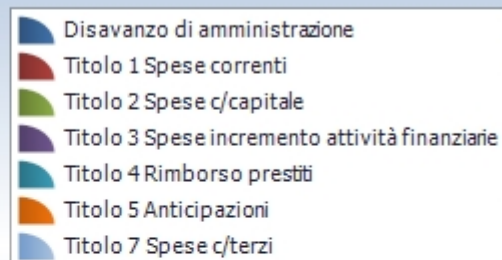 Disavanzo di amministrazione
Titolo 1 Spese correnti
Titolo 2 Spese c/capitale
Titolo 3 Spese incremento attività finanziarie
Titolo 4 Rimborso prestiti
Titolo 5 Anticipazioni
Titolo 7 Spese c/terzi